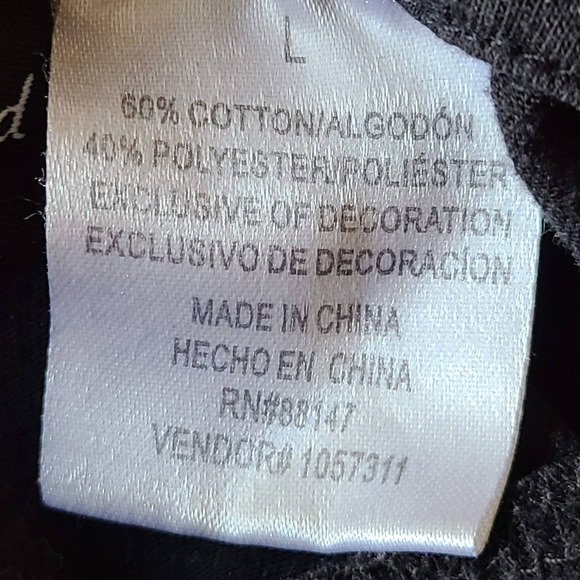 L
60% COTTON/ALGODÓN
40% POLYESTER/POLIÉSTER
EXCLUSIVE OF DECORATION
EXCLUSIVO DE DECORACÍON
MADE IN CHINA
HECHO EN CHINA
RN#88147
VENDOR# 1057311